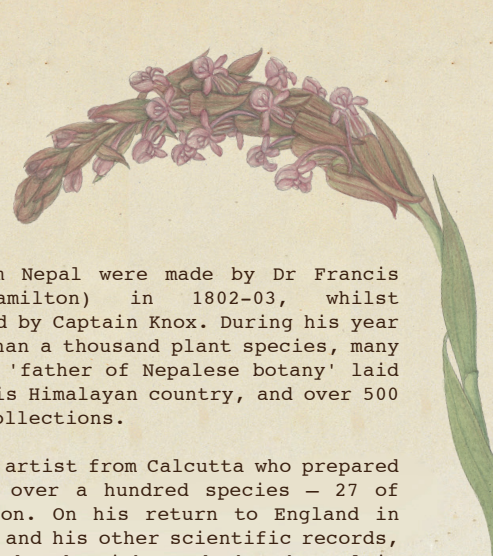 Nepal were made by Dr Francis
amilton) in 1802-03, whilst
d by Captain Knox. During his year
han a thousand plant species, many
'father of Nepalese botany' laid
is Himalayan country, and over 500
ollections.
artist from Calcutta who prepared
over a hundred species — 27 of
on. On his return to England in
and his other scientific records,